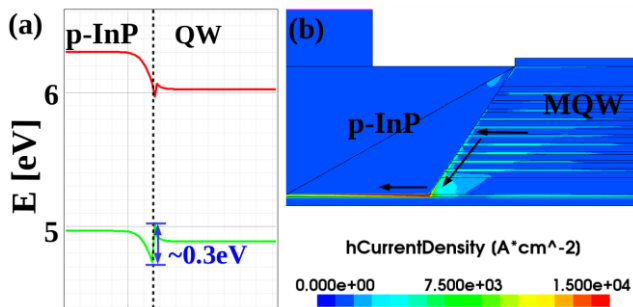 (a)
p-InP QW
6
5
E [eV]
~0.3eV
(b)
p-InP
MQW
hCurrentDensity (A*cm^-2)
0.000e+00 7.500e+03 1.500e+04